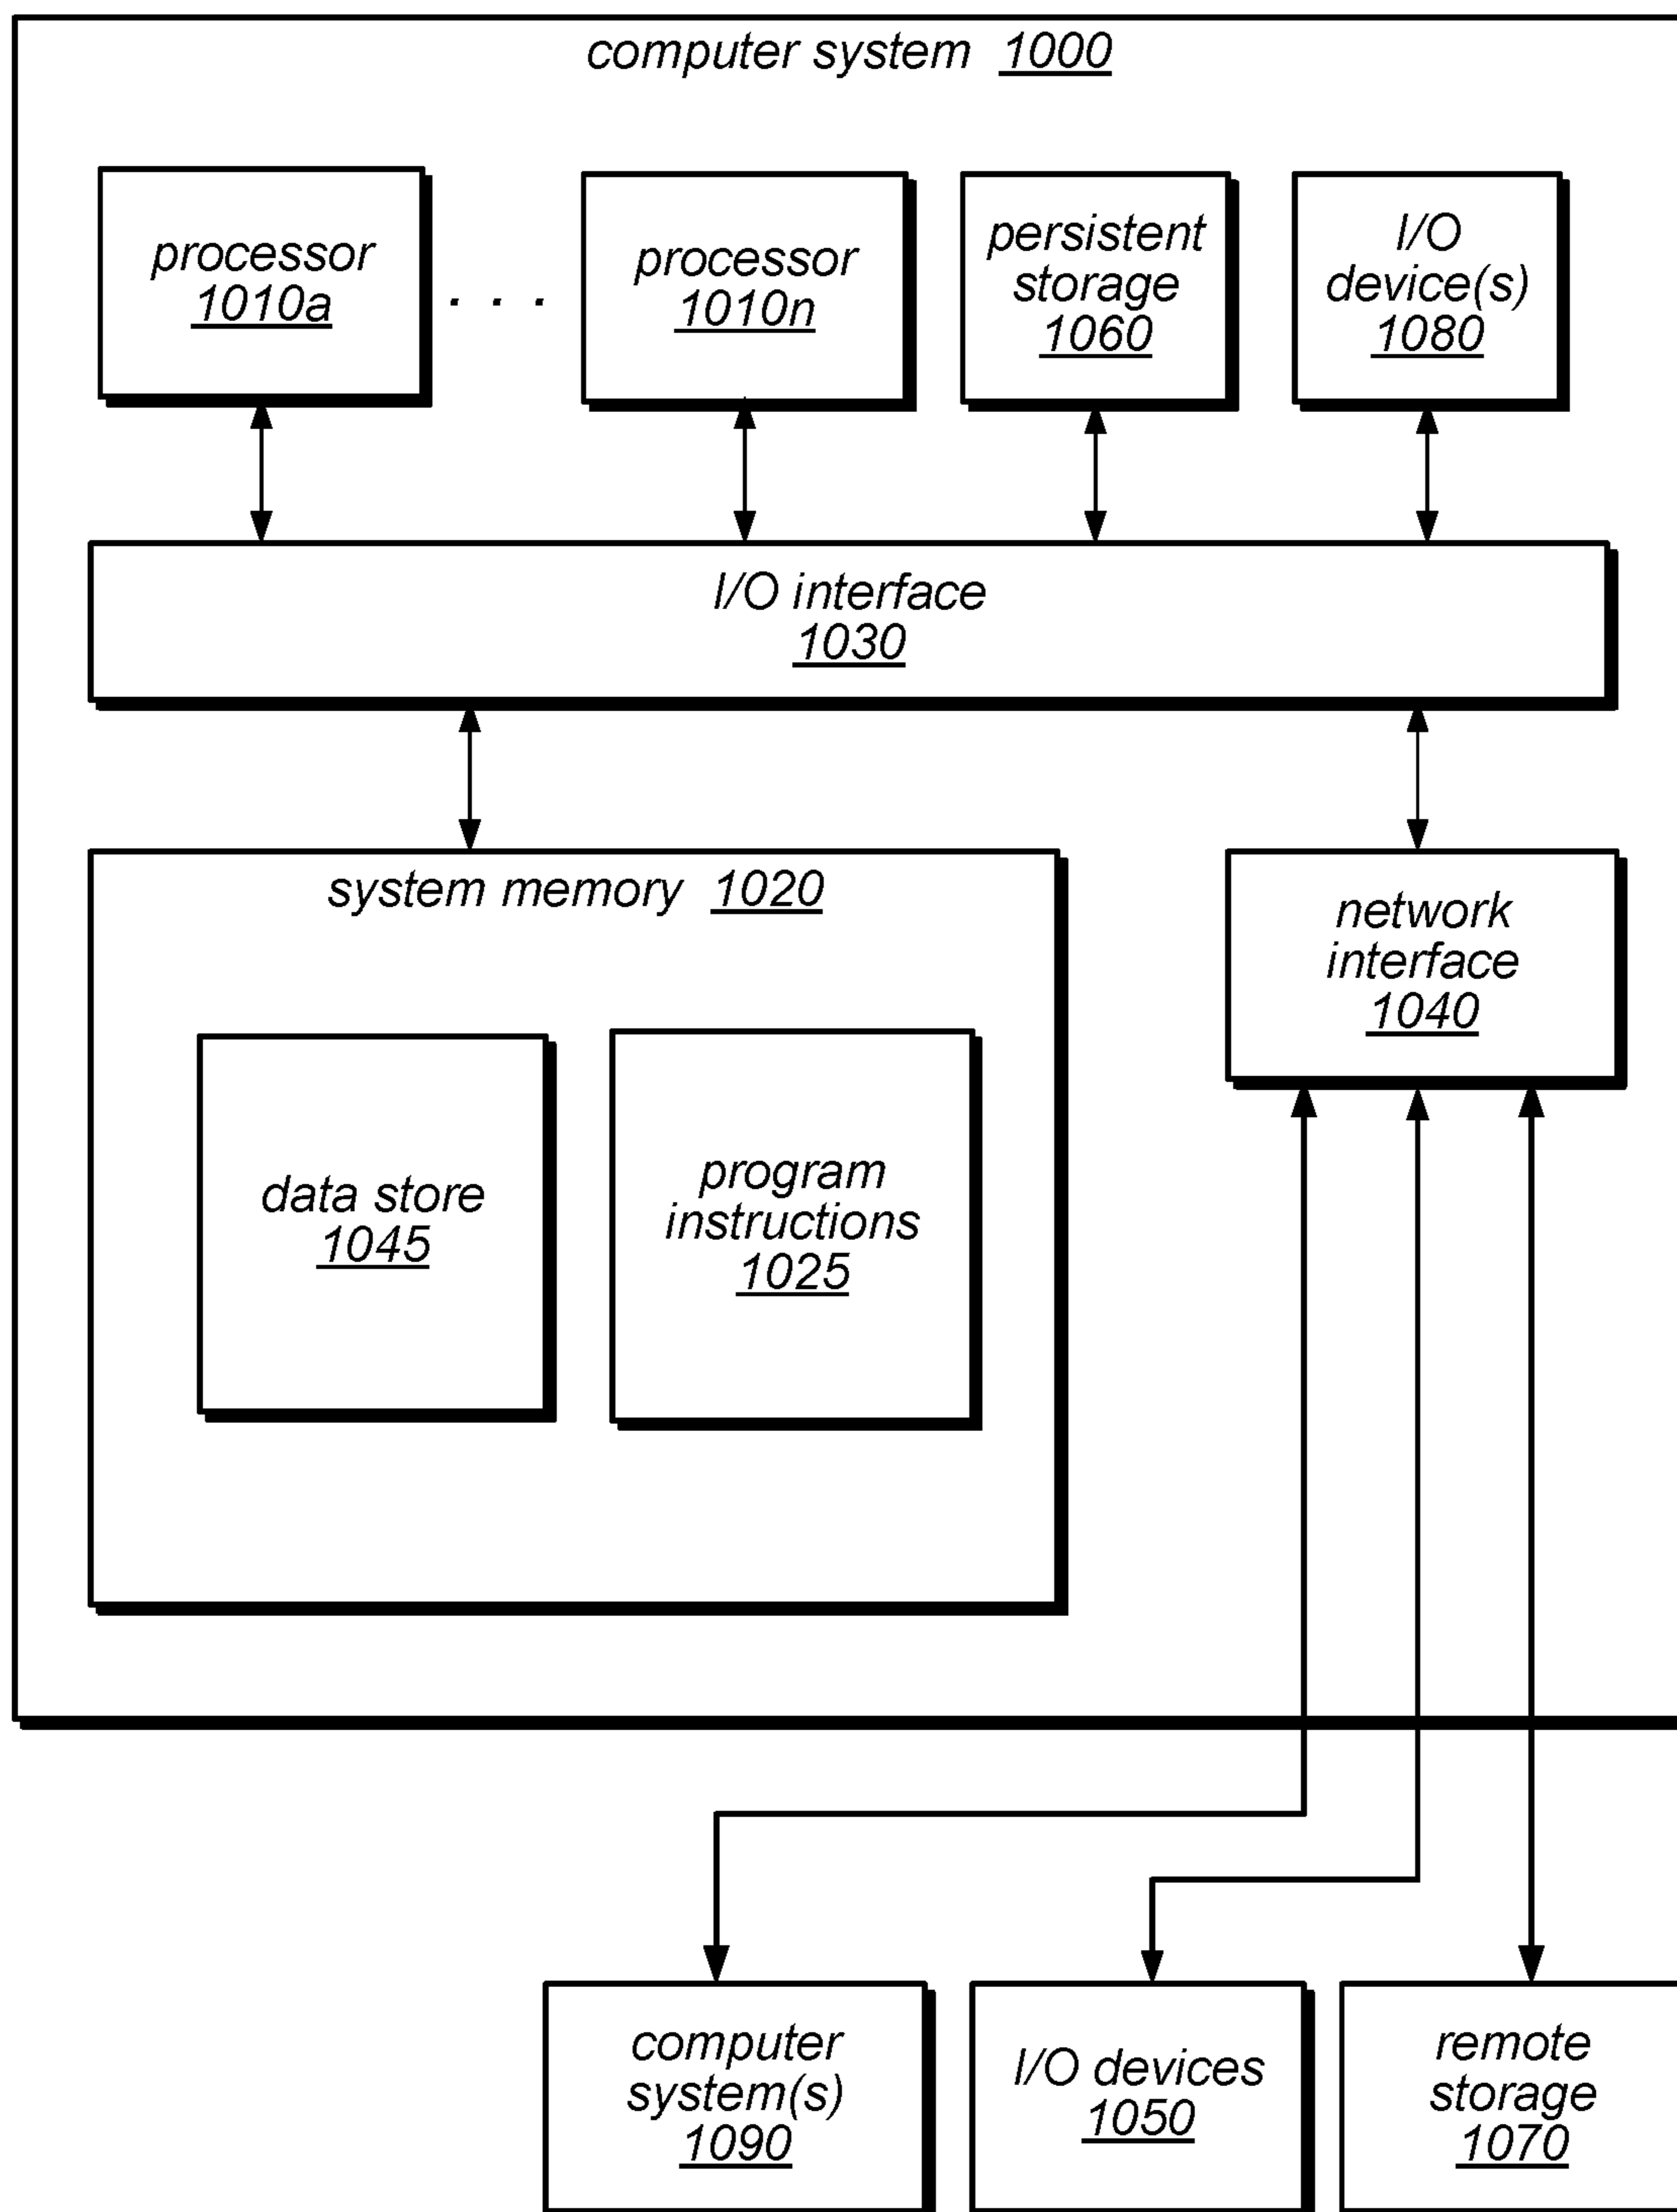 computer system 1000
processor
1010a
. . .
processor
1010n
persistent
storage
1060
I/O
device(s)
1080
I/O interface
1030
system memory 1020
network
interface
1040
data store
1045
program
instructions
1025
computer
system(s)
1090
I/O devices
1050
remote
storage
1070